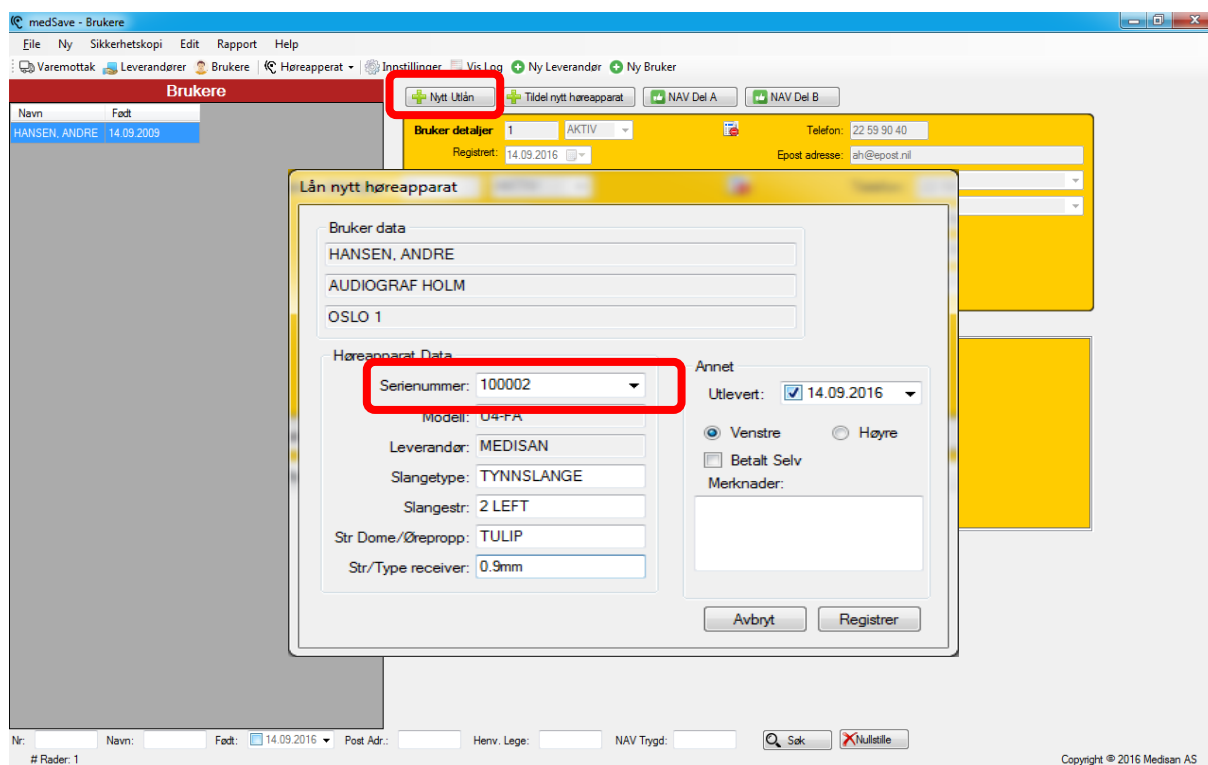 medSave - Brukere
File Ny Sikkerhetskopi Edit Rapport Help
Varemottak Leverandører Brukere Høreapperat Innstillinger Vis Log Ny Leverandør Ny Bruker
Brukere
Nytt Utlån Tildel nytt høreapparat NAV Del A NAV Del B
Navn Født
HANSEN, ANDRE 14.09.2009
Bruker detaljer 1 AKTIV Telefon: 22 59 90 40
Registrert: 14.09.2016 Epost adresse: ah@epost.nil
Lån nytt høreapparat
Bruker data
HANSEN, ANDRE
AUDIOGRAF HOLM
OSLO 1
Høreapparat Data
Serienummer: 100002
Modell: U4-FA
Leverandør: MEDISAN
Slangetype: TYNNSLANGE
Slangestr: 2 LEFT
Str Dome/Ørepropp: TULIP
Str/Type receiver: 0.9mm
Annet
Utlevert: 14.09.2016
Venstre Høyre
Betalt Selv
Merknader:
Avbryt Registrer
Nr: Navn: Født: 14.09.2016 Post Adr.: Henv. Lege: NAV Trygd: Søk Nullstille
# Rader: 1
Copyright © 2016 Medisan AS